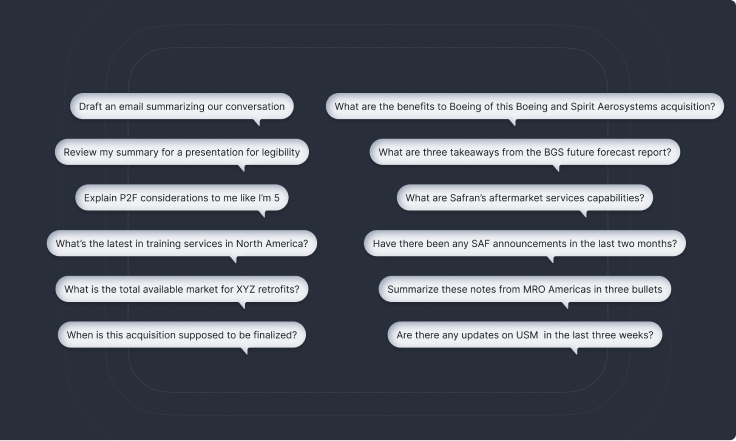 Draft an email summarizing our conversation
What are the benefits to Boeing of this Boeing and Spirit Aerosystems acquisition?
Review my summary for a presentation for legibility
What are three takeaways from the BGS future forecast report?
Explain P2F considerations to me like I'm 5
What are Safran's aftermarket services capabilities?
What's the latest in training services in North America?
Have there been any SAF announcements in the last two months?
What is the total available market for XYZ retrofits?
Summarize these notes from MRO Americas in three bullets
When is this acquisition supposed to be finalized?
Are there any updates on USM in the last three weeks?